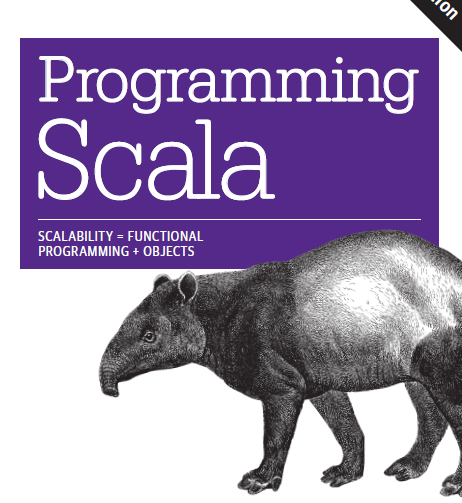 Programming
Scala
SCALABILITY = FUNCTIONAL
PROGRAMMING + OBJECTS